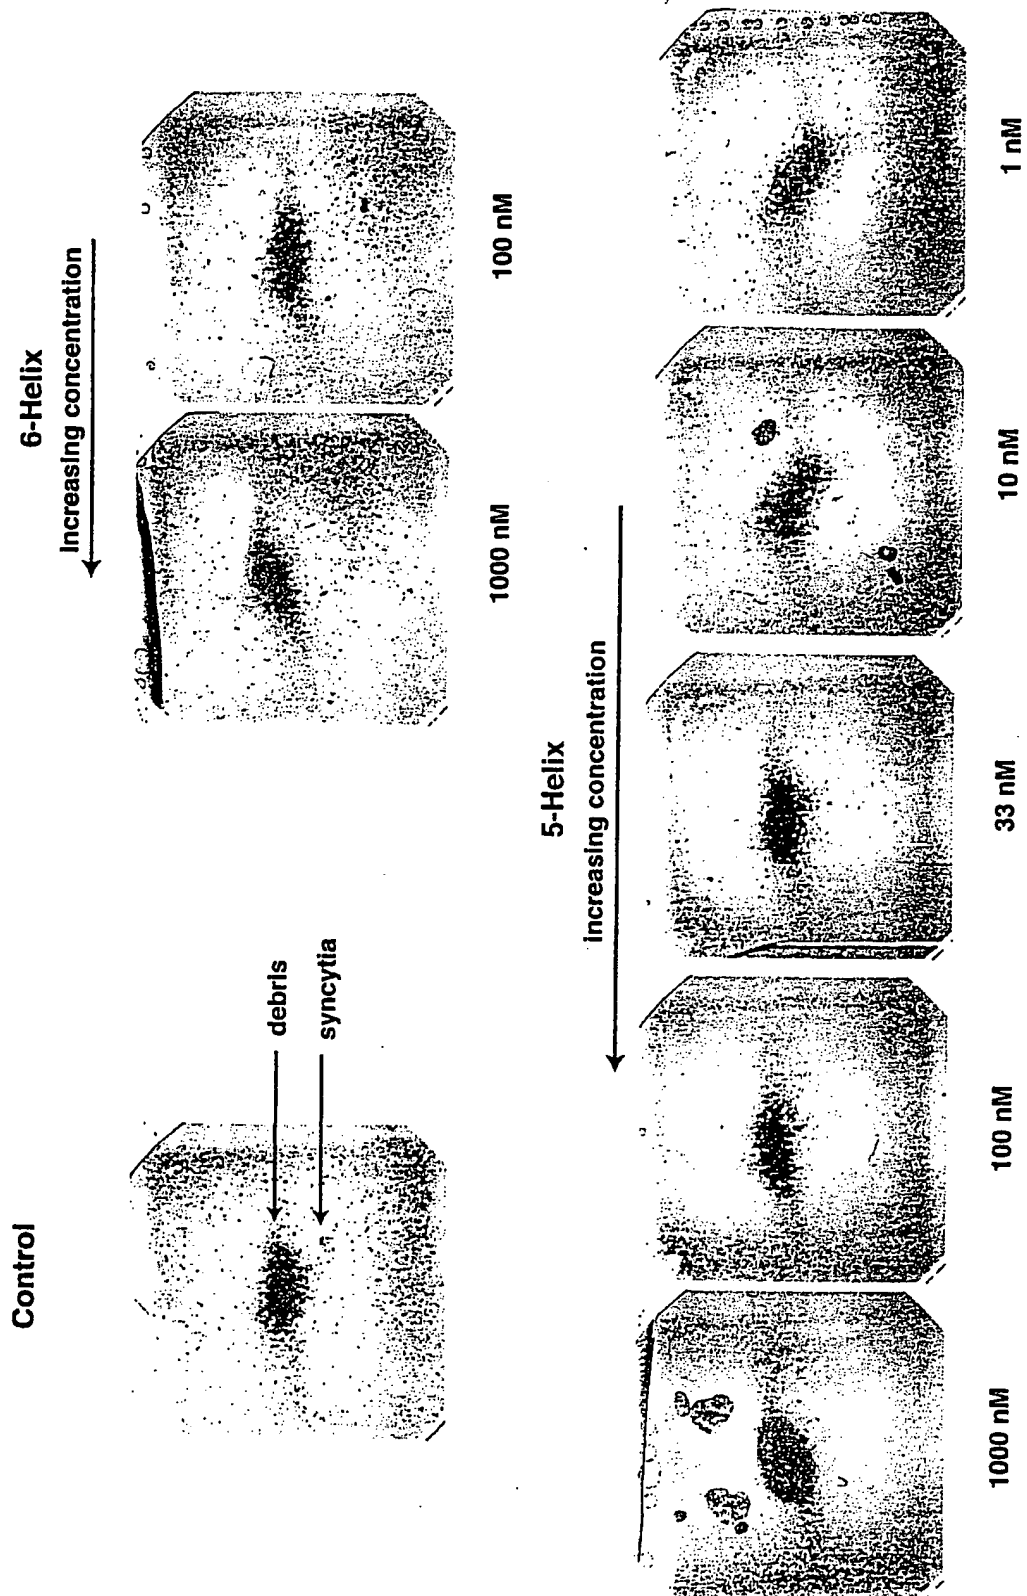 Control
debris
syncytia
6-Helix
Increasing concentration
1000 nM
100 nM
5-Helix
Increasing concentration
1000 nM
100 nM
33 nM
10 nM
1 nM